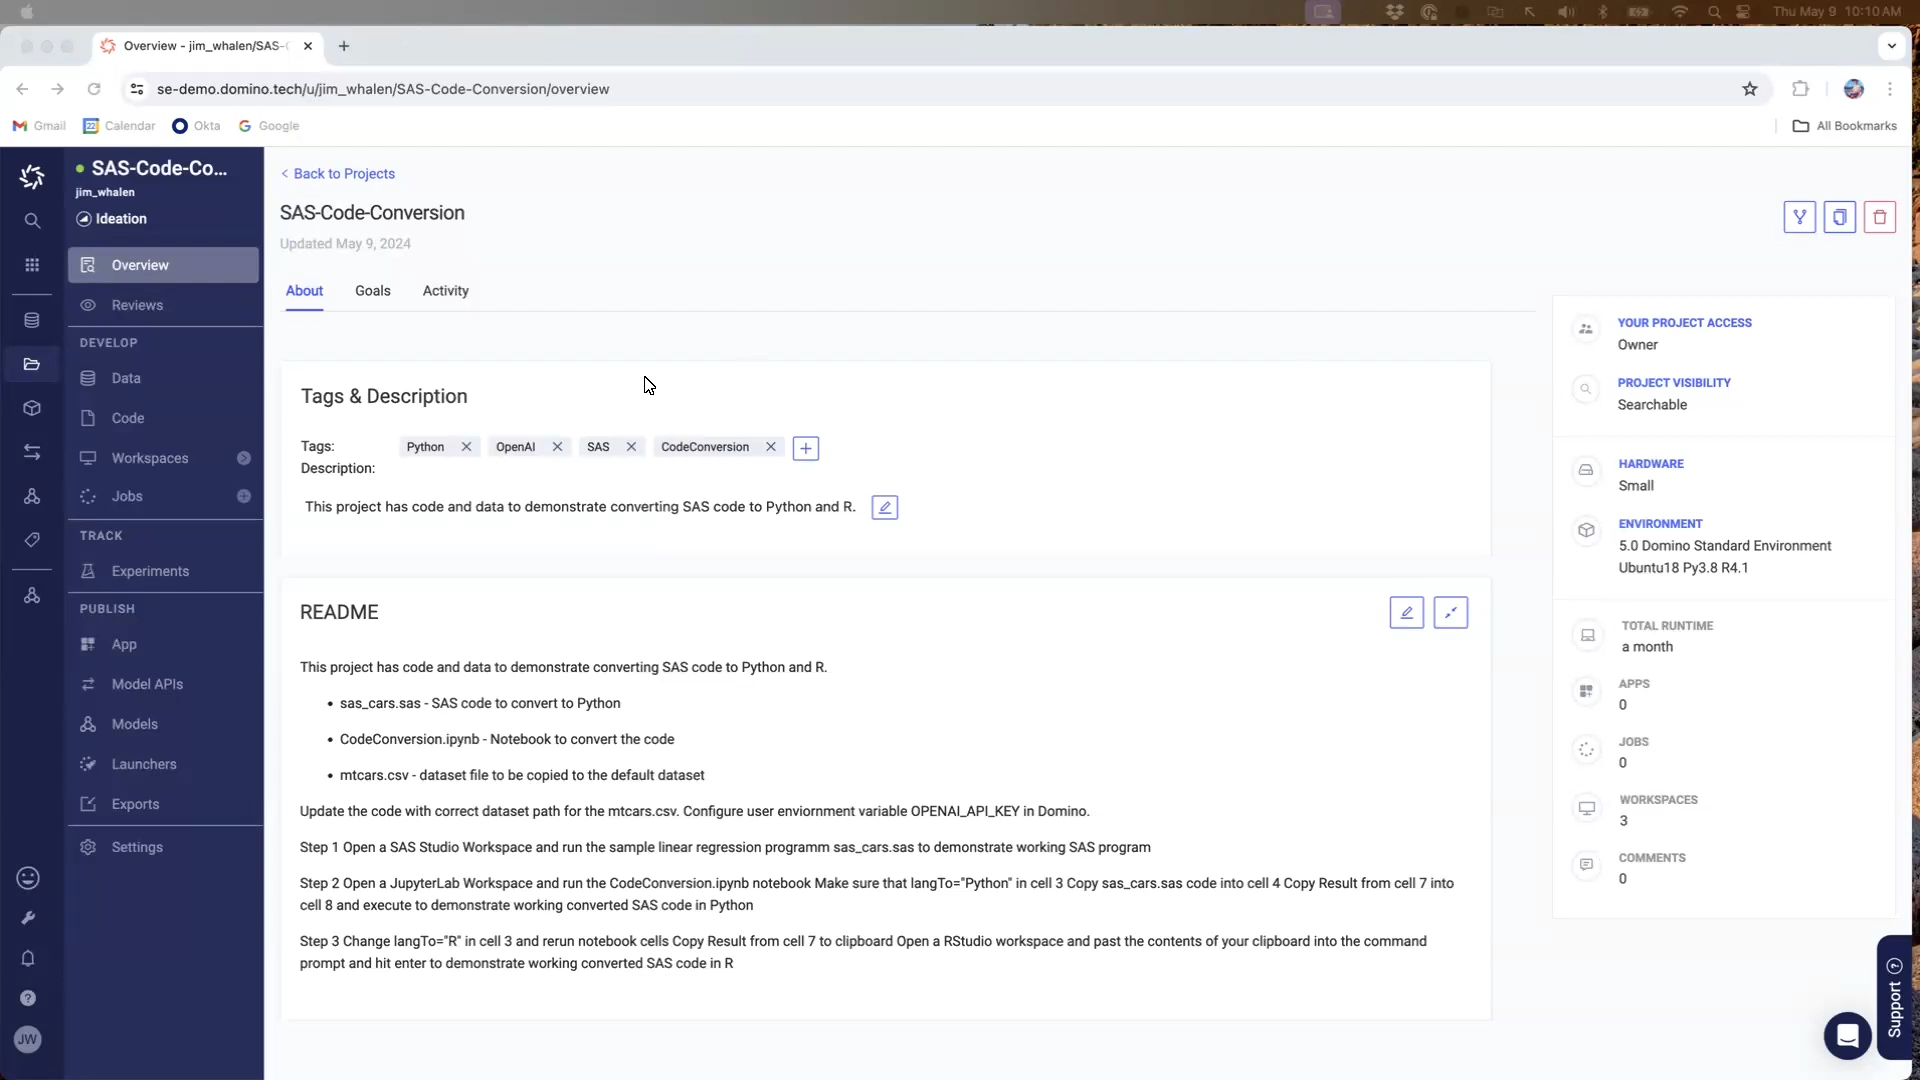 Thu May 9 10:10 AM
Overview - jim_whalen/SAS-C
se-demo.domino.tech/u/jim_whalen/SAS-Code-Conversion/overview
Gmail
Calendar
Okta
Google
All Bookmarks
SAS-Code-Co...
jim_whalen
Ideation
Overview
Reviews
DEVELOP
Data
Code
Workspaces
Jobs
TRACK
Experiments
PUBLISH
App
Model APIs
Models
Launchers
Exports
Settings
JW
< Back to Projects
SAS-Code-Conversion
Updated May 9, 2024
About Goals Activity
Tags & Description
Tags: Python OpenAI SAS CodeConversion
Description:
This project has code and data to demonstrate converting SAS code to Python and R.
README
This project has code and data to demonstrate converting SAS code to Python and R.
• sas_cars.sas - SAS code to convert to Python
• CodeConversion.ipynb - Notebook to convert the code
• mtcars.csv - dataset file to be copied to the default dataset
Update the code with correct dataset path for the mtcars.csv. Configure user enviornment variable OPENAI_API_KEY in Domino.
Step 1 Open a SAS Studio Workspace and run the sample linear regression programm sas_cars.sas to demonstrate working SAS program
Step 2 Open a JupyterLab Workspace and run the CodeConversion.ipynb notebook Make sure that langTo="Python" in cell 3 Copy sas_cars.sas code into cell 4 Copy Result from cell 7 into
cell 8 and execute to demonstrate working converted SAS code in Python
Step 3 Change langTo="R" in cell 3 and rerun notebook cells Copy Result from cell 7 to clipboard Open a RStudio workspace and past the contents of your clipboard into the command
prompt and hit enter to demonstrate working converted SAS code in R
YOUR PROJECT ACCESS
Owner
PROJECT VISIBILITY
Searchable
HARDWARE
Small
ENVIRONMENT
5.0 Domino Standard Environment
Ubuntu18 Py3.8 R4.1
TOTAL RUNTIME
a month
APPS
0
JOBS
0
WORKSPACES
3
COMMENTS
0
Support